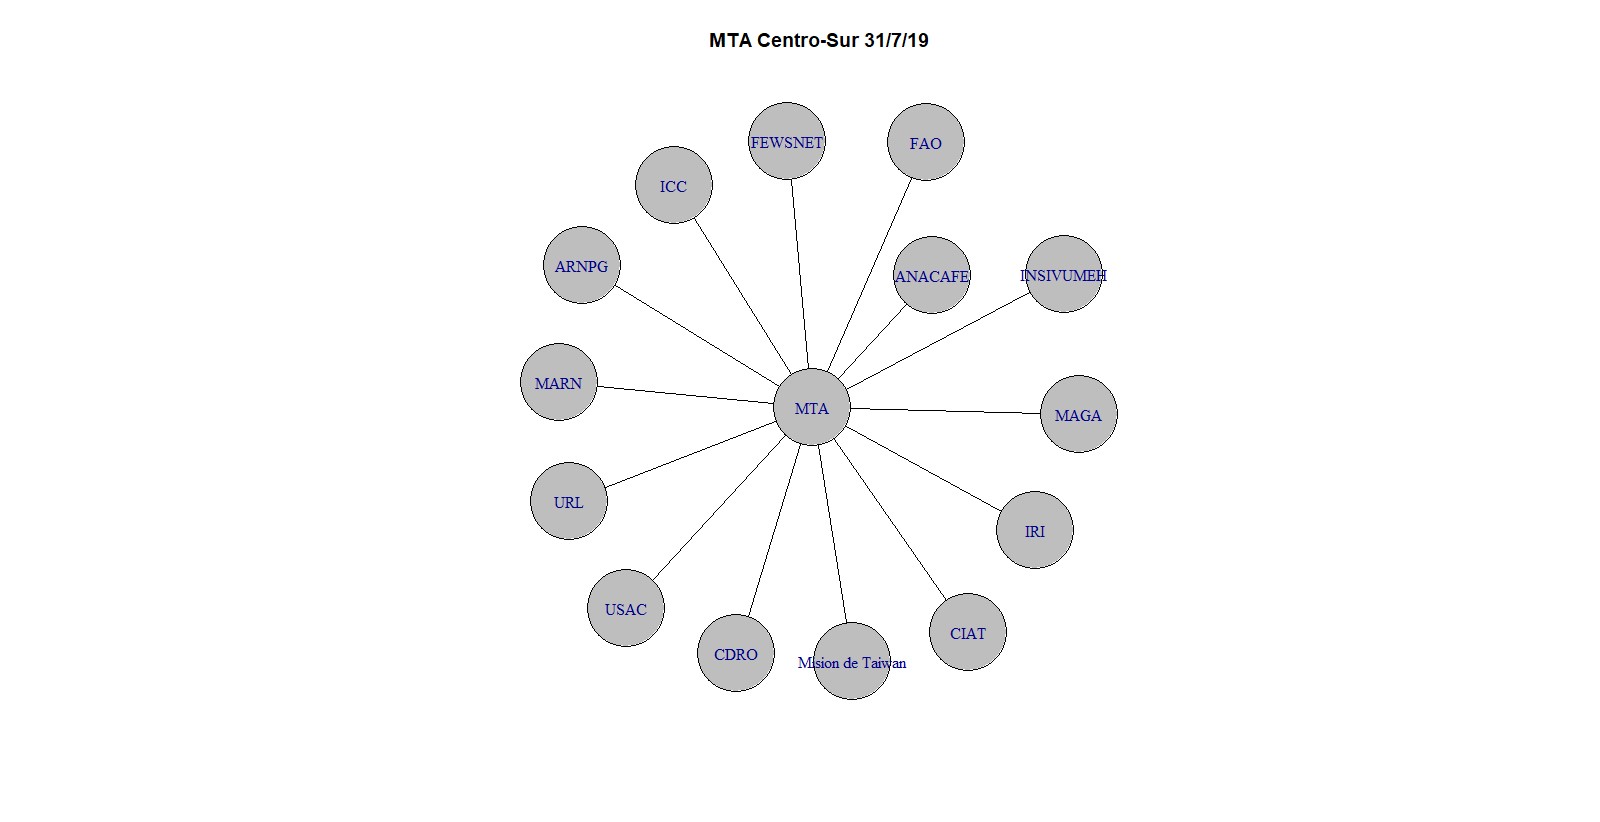 MTA Centro-Sur 31/7/19
FEWSNET
FAO
ICC
ARNPG
ANACAFE
INSIVUMEH
MARN
MTA
MAGA
URL
IRI
USAC
CDRO
Mision de Taiwan
CIAT